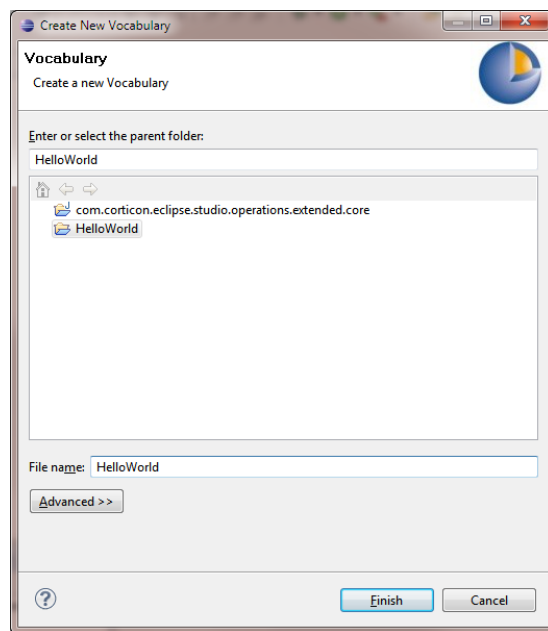 Create New Vocabulary
Vocabulary
Create a new Vocabulary
Enter or select the parent folder:
HelloWorld
com.corticon.eclipse.studio.operations.extended.core
HelloWorld
File name: HelloWorld
Advanced >>
? Finish Cancel